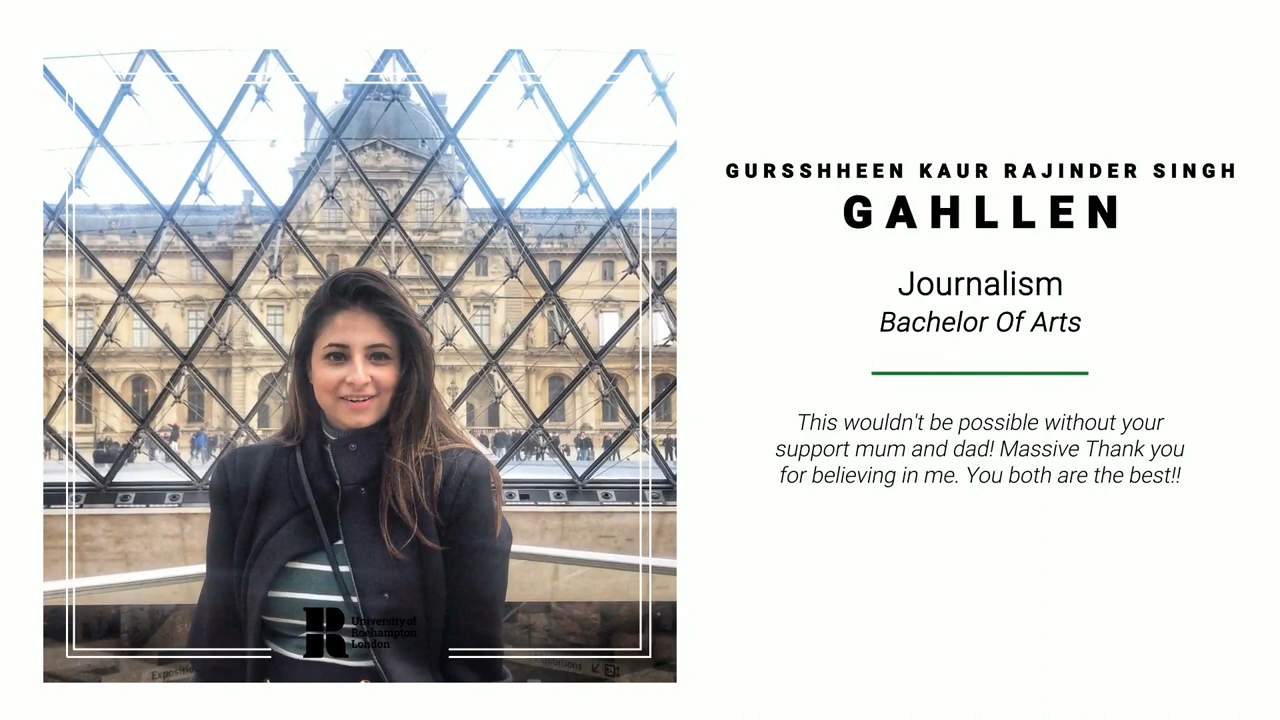 GURSSHHEEN KAUR RAJINDER SINGH
GAHLLEN
Journalism
Bachelor Of Arts
This wouldn't be possible without your
support mum and dad! Massive Thank you
for believing in me. You both are the best!!
R
University of
Roehampton
London